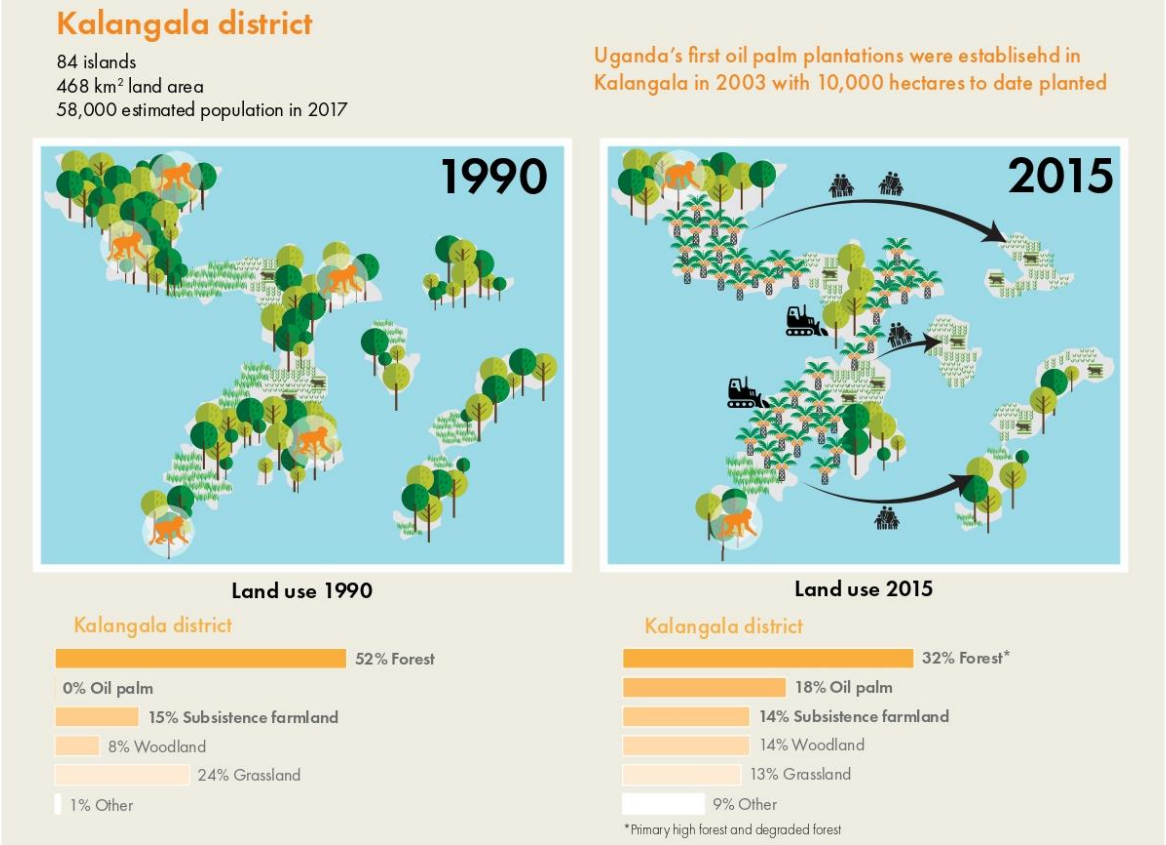 Kalangala district
84 islands
468 km² land area
58,000 estimated population in 2017
Uganda's first oil palm plantations were establisehd in
Kalangala in 2003 with 10,000 hectares to date planted
1990
2015
Land use 1990
Kalangala district
52% Forest
0% Oil palm
15% Subsistence farmland
8% Woodland
24% Grassland
1% Other
Land use 2015
Kalangala district
32% Forest*
18% Oil palm
14% Subsistence farmland
14% Woodland
13% Grassland
9% Other
*Primary high forest and degraded forest